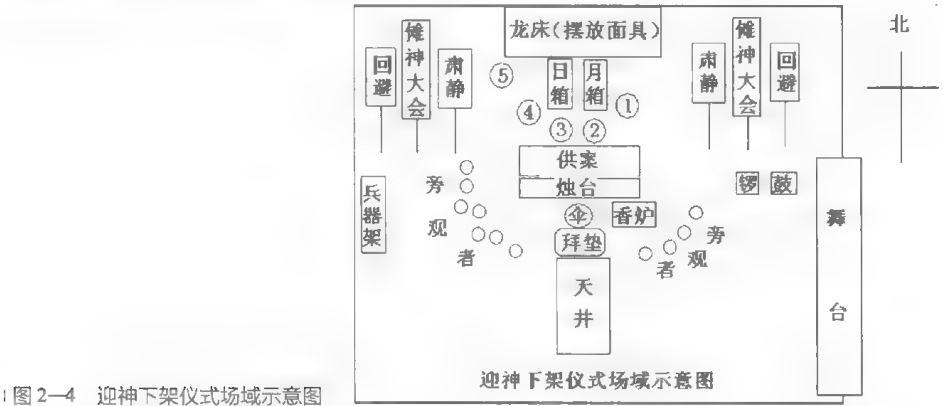 龙床(摆放面具)
北
回避
傩神大会
肃静
⑤
日箱
月箱
④
①
③
②
肃静
傩神大会
回避
供案
烛台
兵器架
旁观者
伞
香炉
拜垫
旁观者
锣
鼓
舞台
天井
迎神下架仪式场域示意图
图2—4 迎神下架仪式场域示意图